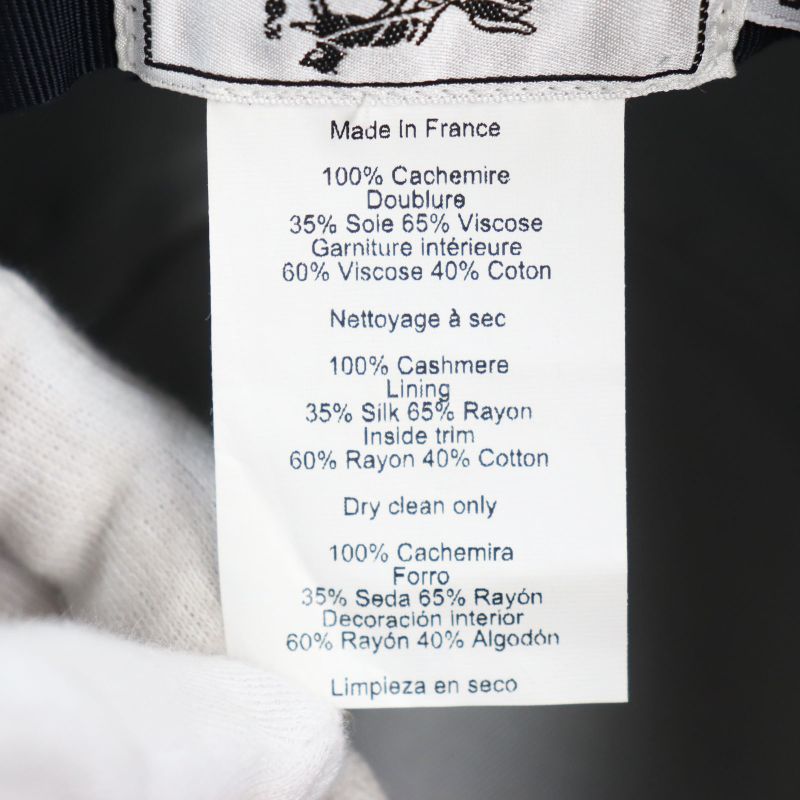 Made In France
100% Cachemire
Doublure
35% Soie 65% Viscose
Garniture intérieure
60% Viscose 40% Coton
Nettoyage à sec
100% Cashmere
Lining
35% Silk 65% Rayon
Inside trim
60% Rayon 40% Cotton
Dry clean only
100% Cachemira
Forro
35% Seda 65% Rayón
Decoración interior
60% Rayón 40% Algodón
Limpieza en seco